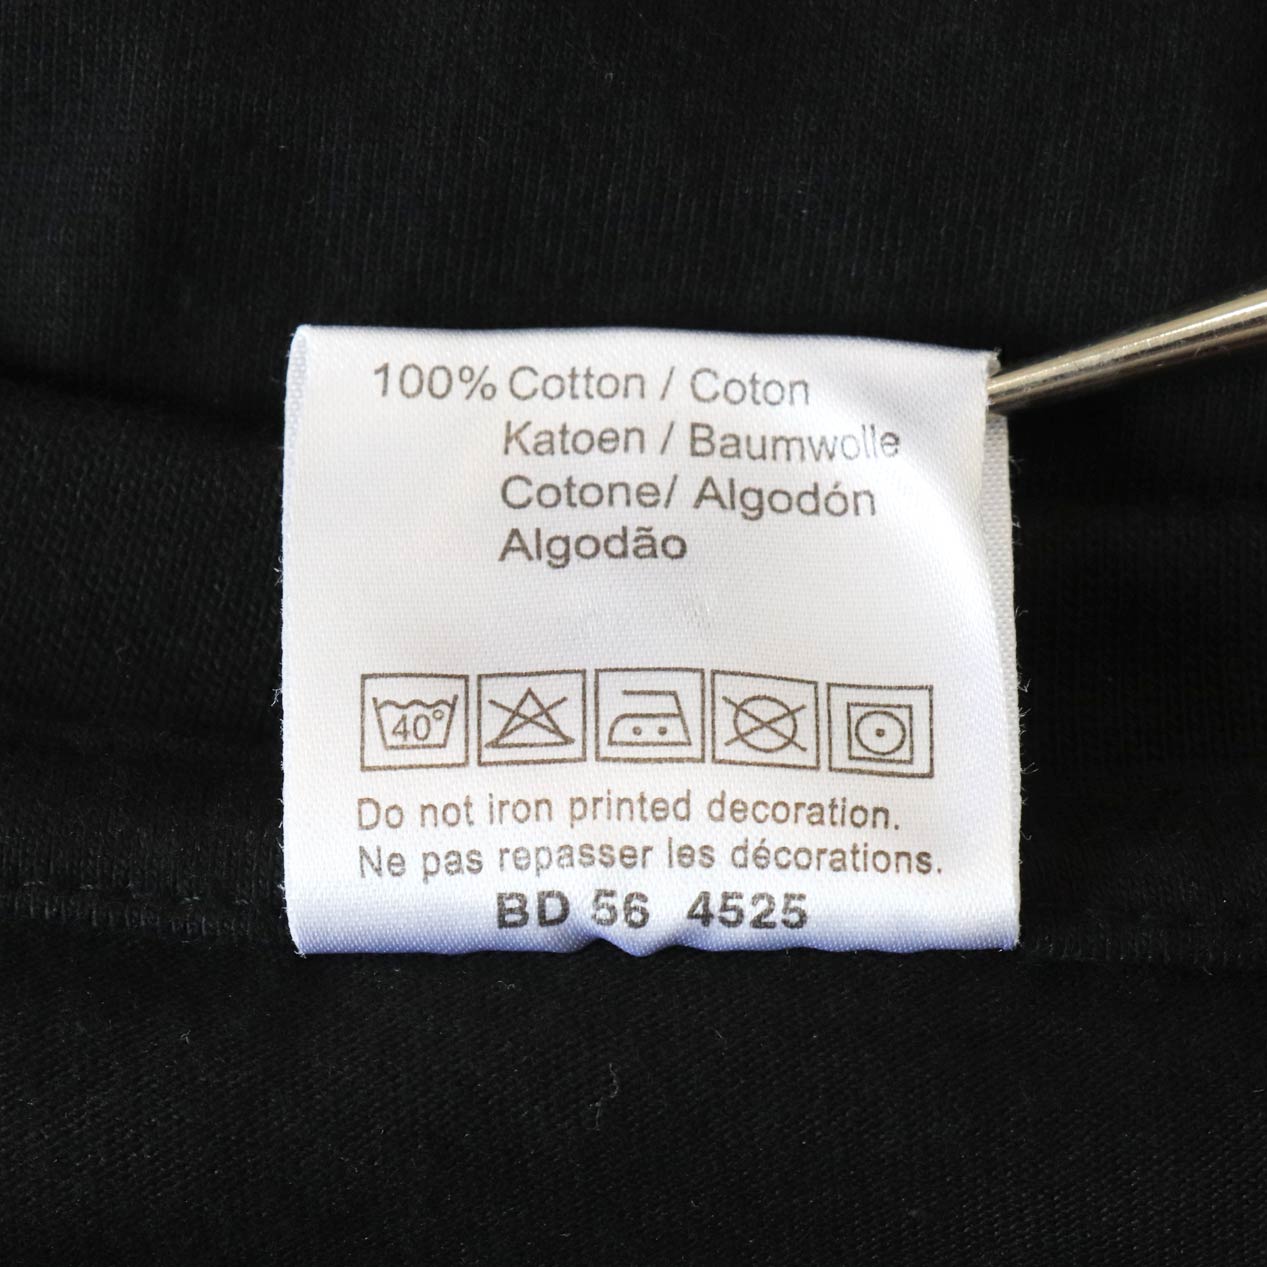 100% Cotton / Coton
Katoen / Baumwolle
Cotone/ Algodón
Algodão
40°
Do not iron printed decoration.
Ne pas repasser les décorations.
BD 56 4525